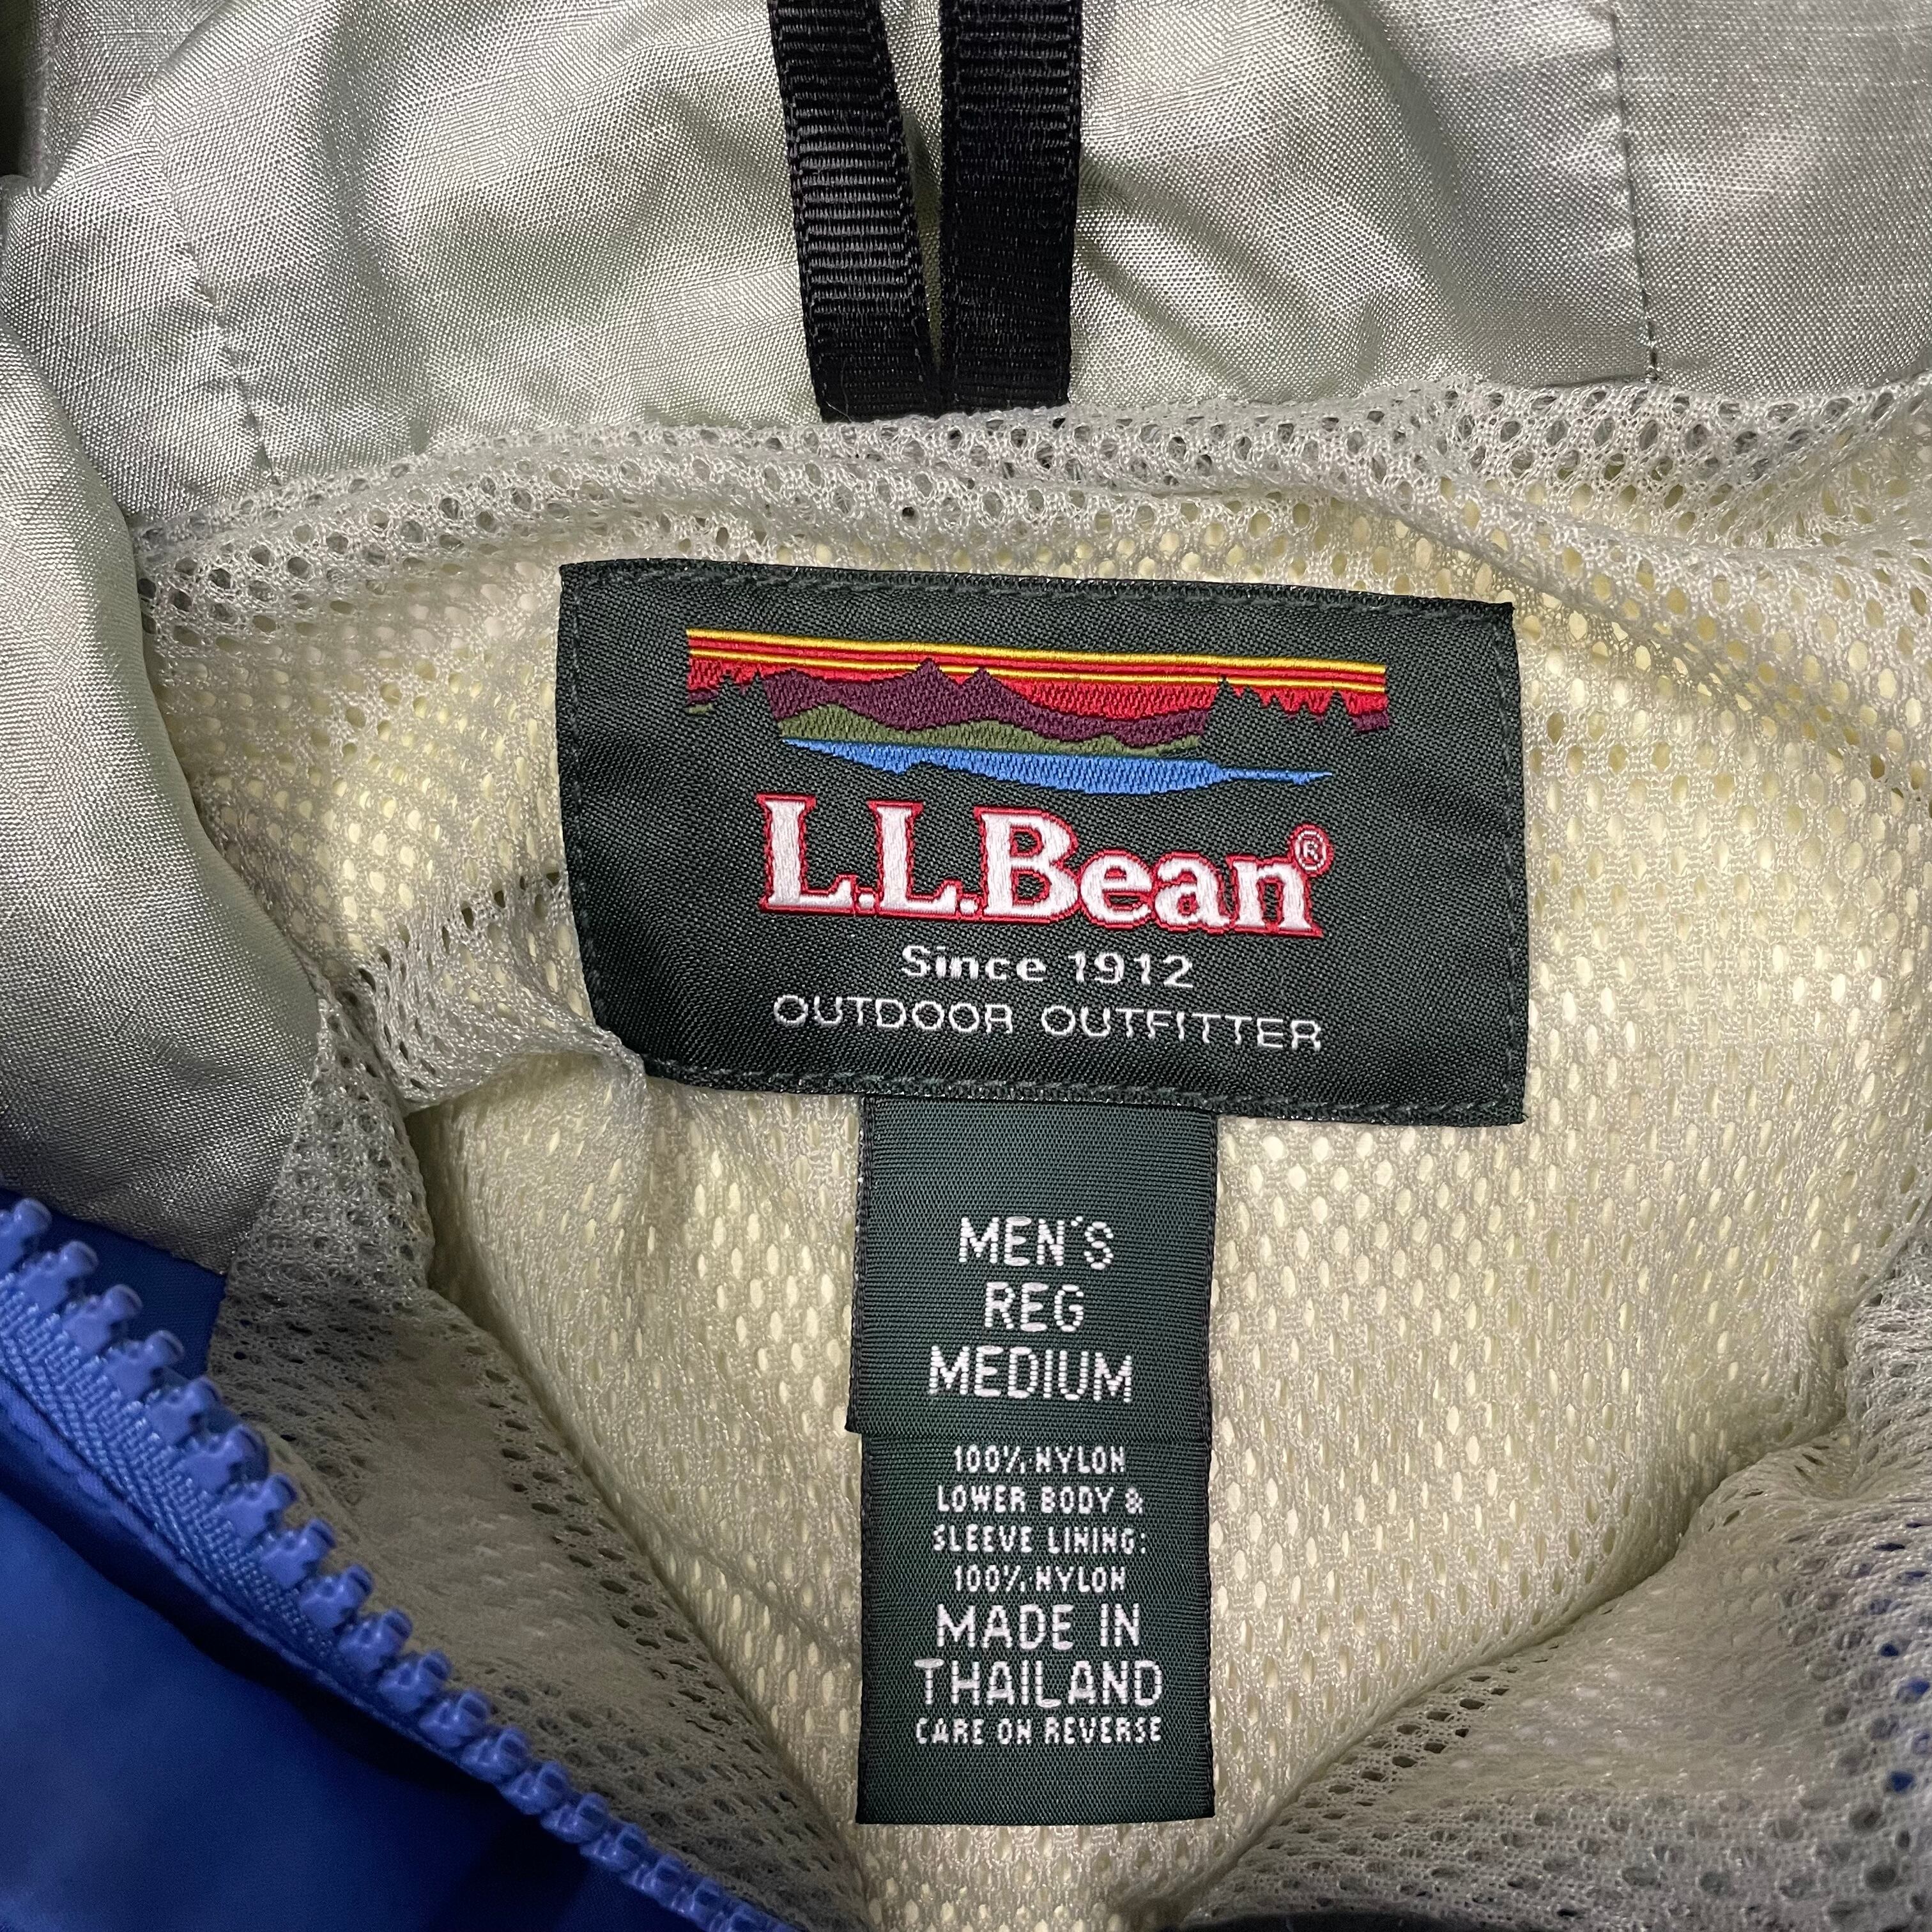 L.L.Bean®
Since 1912
OUTDOOR OUTFITTER
MEN'S
REG
MEDIUM
100% NYLON
LOWER BODY &
SLEEVE LINING:
100% NYLON
MADE IN
THAILAND
CARE ON REVERSE